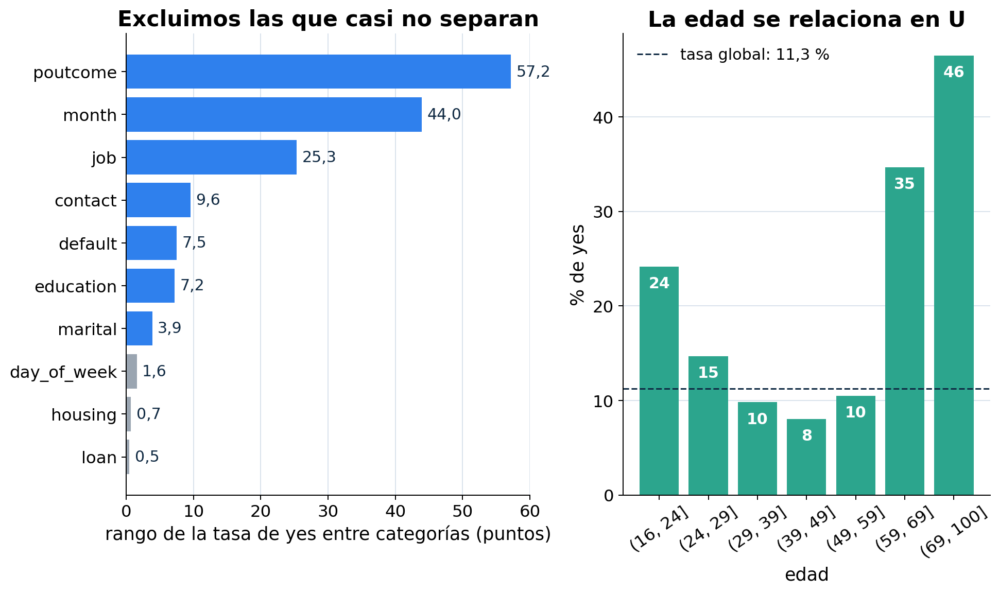 Excluimos las que casi no separan
poutcome 57,2
month 44,0
job 25,3
contact 9,6
default 7,5
education 7,2
marital 3,9
day_of_week 1,6
housing 0,7
loan 0,5
0 10 20 30 40 50 60
rango de la tasa de yes entre categorías (puntos)
La edad se relaciona en U
tasa global: 11,3 %
% de yes
40
30
20
10
0
24 15 10 8 10 35 46
(16, 24] (24, 29] (29, 39] (39, 49] (49, 59] (59, 69] (69, 100]
edad